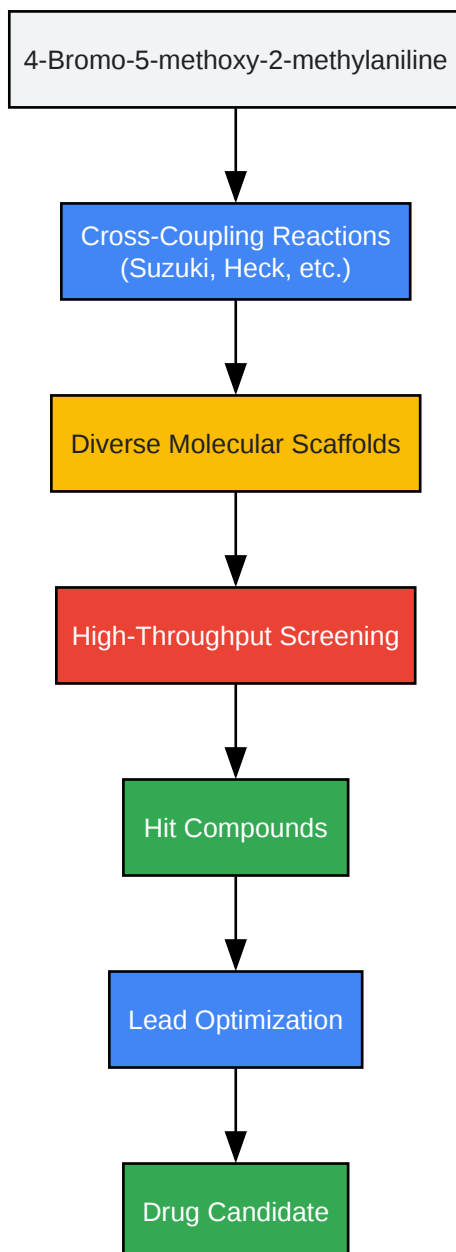 4-Bromo-5-methoxy-2-methylaniline
Cross-Coupling Reactions
(Suzuki, Heck, etc.)
Diverse Molecular Scaffolds
High-Throughput Screening
Hit Compounds
Lead Optimization
Drug Candidate